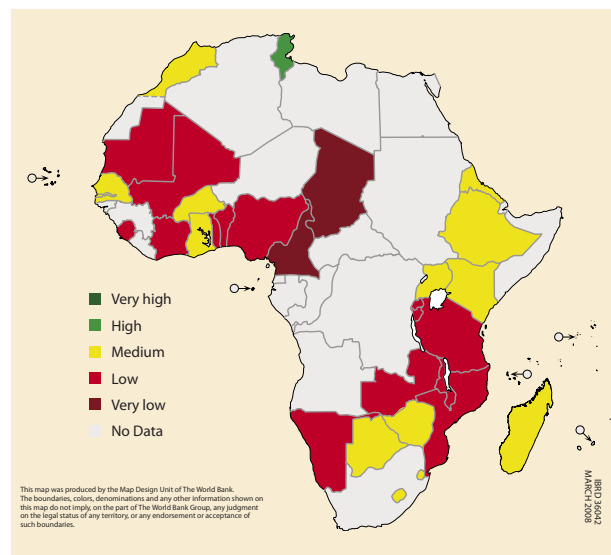 Very high
High
Medium
Low
Very low
No Data
This map was produced by the Map Design Unit of The World Bank.
The boundaries, colors, denominations and any other information shown on
this map do not imply, on the part of The World Bank Group, any judgment
on the legal status of any territory, or any endorsement or acceptance of
such boundaries.
IBRD 36042
MARCH 2008